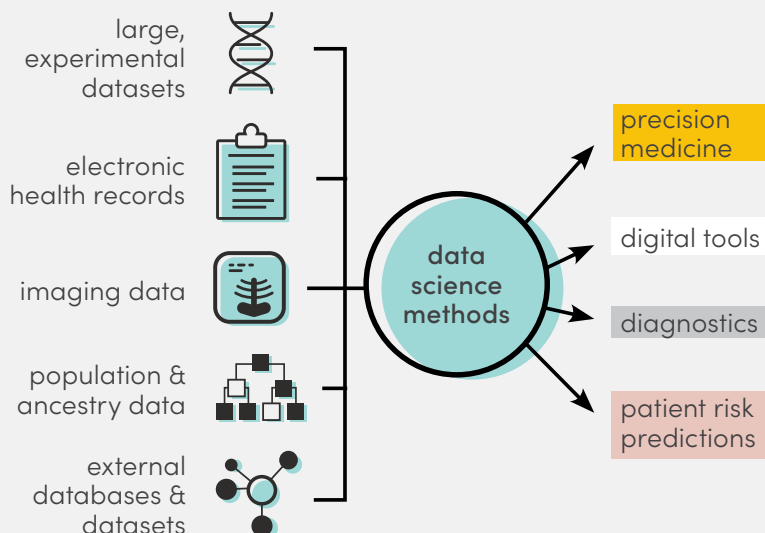 large,
experimental
datasets
electronic
health records
imaging data
population &
ancestry data
external
databases &
datasets
data
science
methods
precision
medicine
digital tools
diagnostics
patient risk
predictions